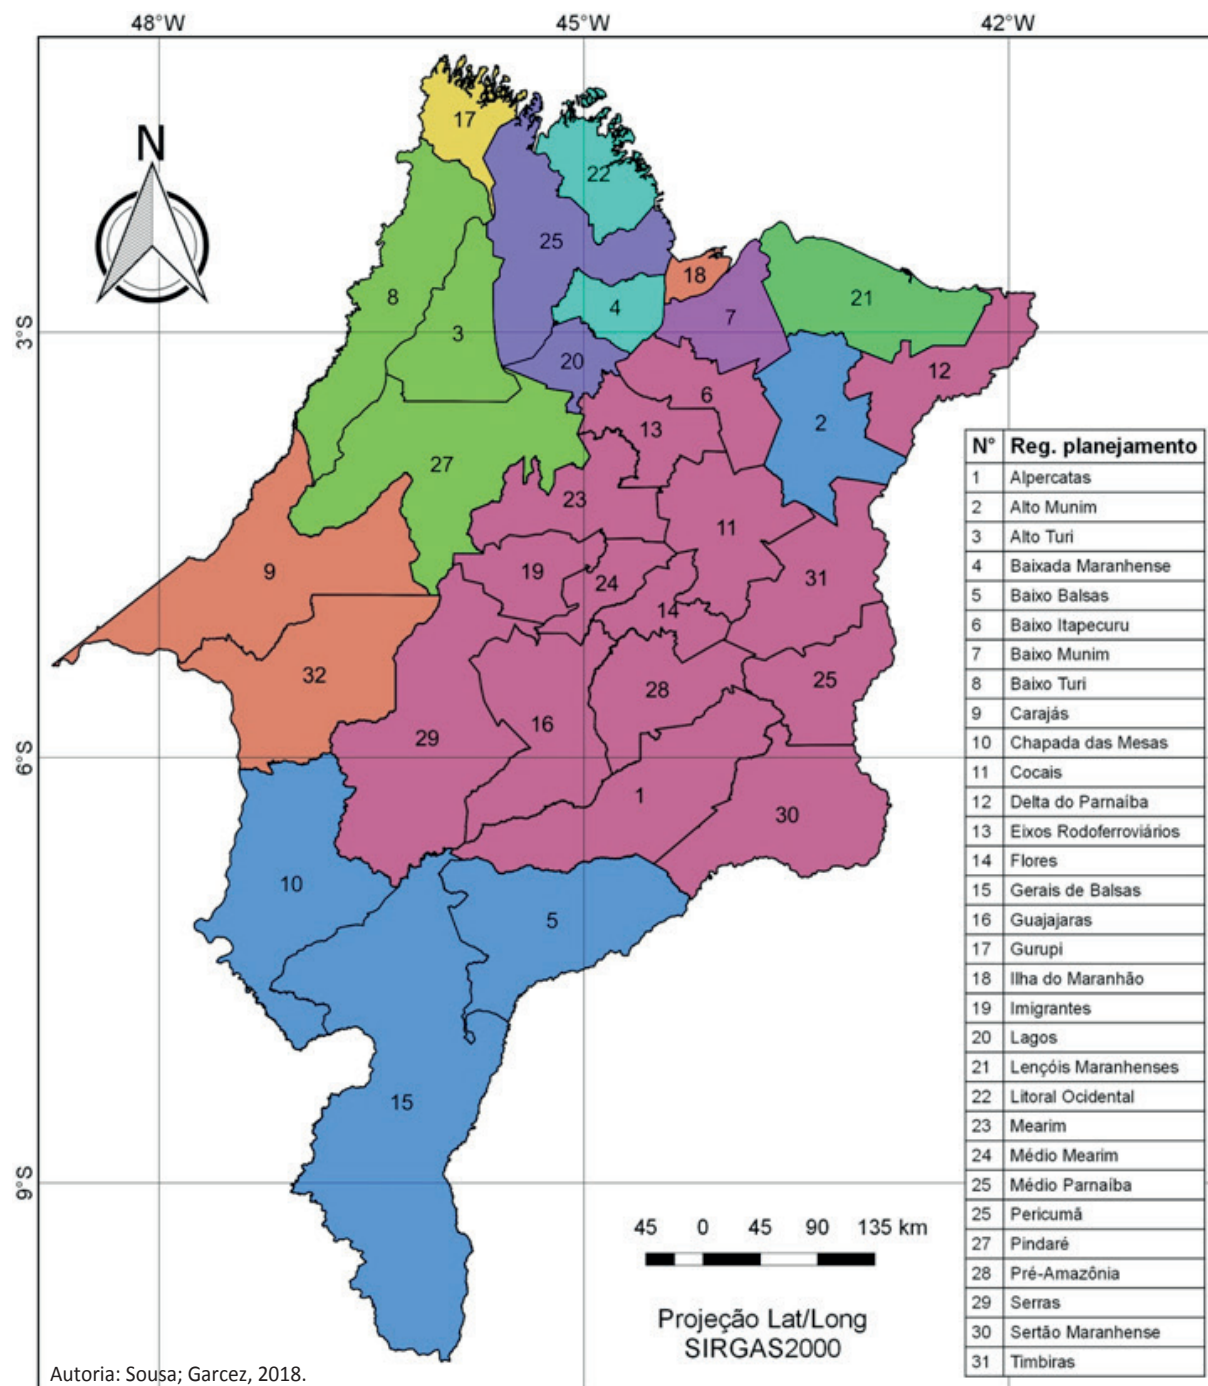 48°W 45°W 42°W
N
17
22
25
18
8
21
4
7
3
3°S
20
12
6
2
13
27
N° Reg. planejamento
1 Alpercatas
2 Alto Munim
3 Alto Turi
4 Baixada Maranhense
5 Baixo Balsas
6 Baixo Itapecuru
7 Baixo Munim
8 Baixo Turi
9 Carajás
10 Chapada das Mesas
11 Cocais
12 Delta do Parnaíba
13 Eixos Rodoferroviários
14 Flores
15 Gerais de Balsas
16 Guajajaras
17 Gurupi
18 Ilha do Maranhão
19 Imigrantes
20 Lagos
21 Lençóis Maranhenses
22 Litoral Ocidental
23 Mearim
24 Médio Mearim
25 Médio Parnaíba
25 Pericumã
27 Pindaré
28 Pré-Amazônia
29 Serras
30 Sertão Maranhense
31 Timbiras
23
11
9
19
24
31
14
32
28
25
16
29
6°S
1
30
10
5
15
9°S
45 0 45 90 135 km
Projeção Lat/Long
SIRGAS2000
Autoria: Sousa; Garcez, 2018.